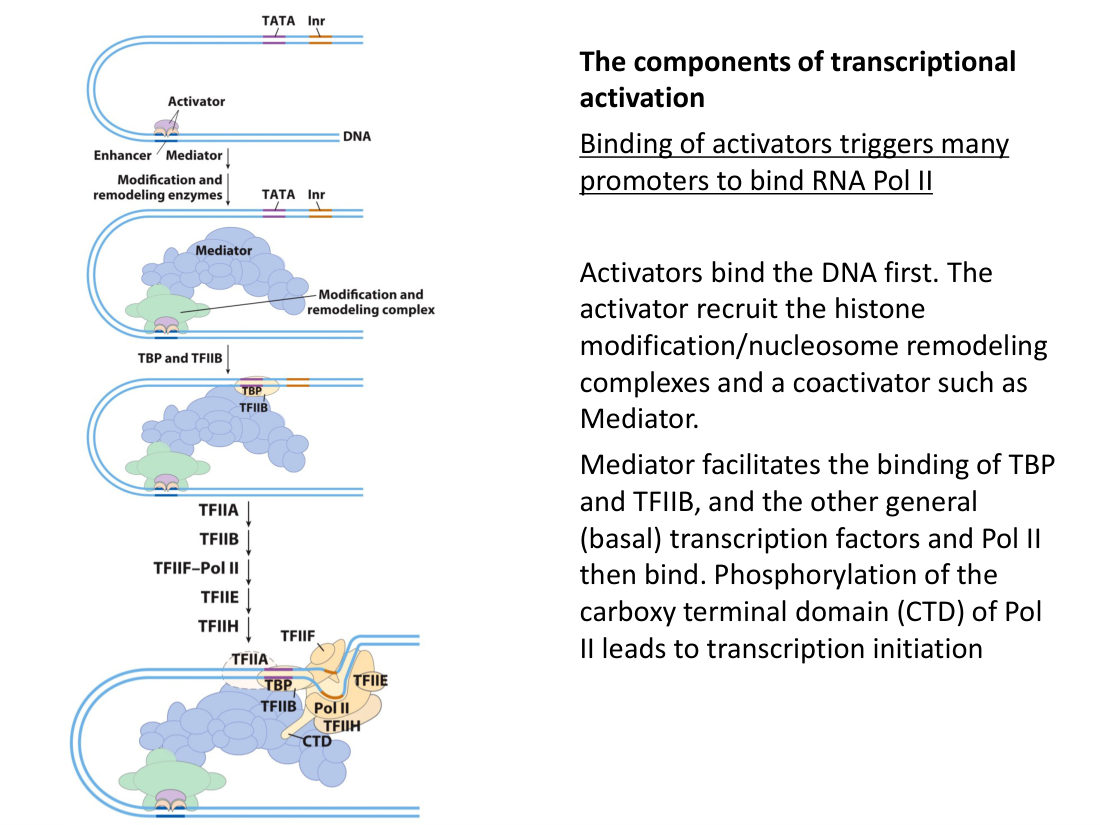 TATA Inr
Activator
DNA
Enhancer Mediator
Modification and
remodeling enzymes
TATA Inr
Mediator
Modification and
remodeling complex
TBP and TFIIB
TBP
TFIIB
TFIIA
TFIIB
TFIIF–Pol II
TFIIE
TFIIH
TFIIF
TFIIA
TBP
TFIIE
TFIIB
Pol II
TFIIH
CTD
The components of transcriptional
activation
Binding of activators triggers many
promoters to bind RNA Pol II
Activators bind the DNA first. The
activator recruit the histone
modification/nucleosome remodeling
complexes and a coactivator such as
Mediator.
Mediator facilitates the binding of TBP
and TFIIB, and the other general
(basal) transcription factors and Pol II
then bind. Phosphorylation of the
carboxy terminal domain (CTD) of Pol
II leads to transcription initiation